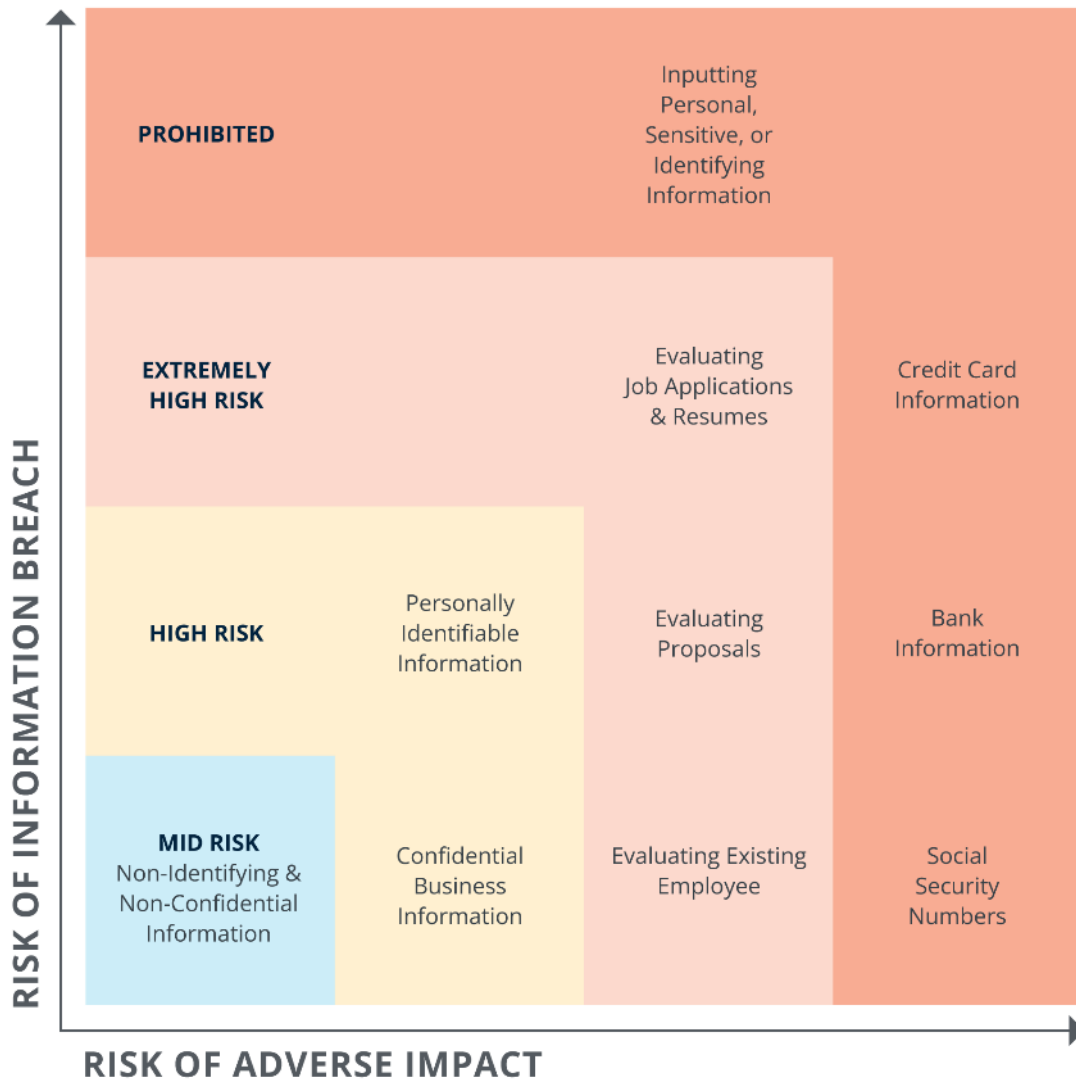 PROHIBITED
Inputting
Personal,
Sensitive, or
Identifying
Information
EXTREMELY
HIGH RISK
Evaluating
Job Applications
& Resumes
Credit Card
Information
HIGH RISK
Personally
Identifiable
Information
Evaluating
Proposals
Bank
Information
MID RISK
Non-Identifying &
Non-Confidential
Information
Confidential
Business
Information
Evaluating Existing
Employee
Social
Security
Numbers
RISK OF INFORMATION BREACH
RISK OF ADVERSE IMPACT